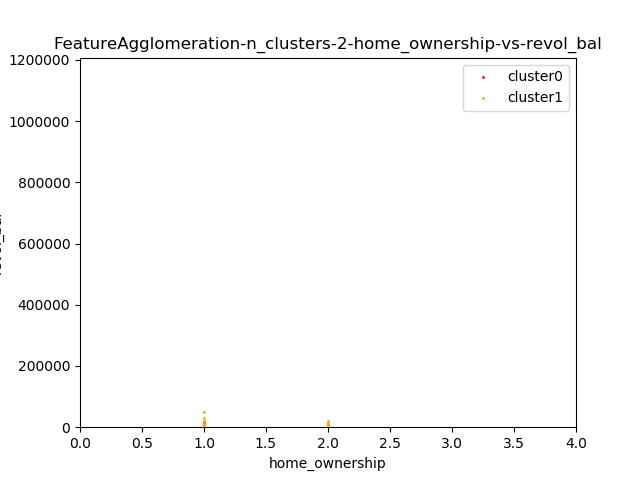 FeatureAgglomeration-n_clusters-2-home_ownership-vs-revol_bal
cluster0
cluster1
1200000
1000000
800000
600000
400000
200000
0
0.0 0.5 1.0 1.5 2.0 2.5 3.0 3.5 4.0
home_ownership